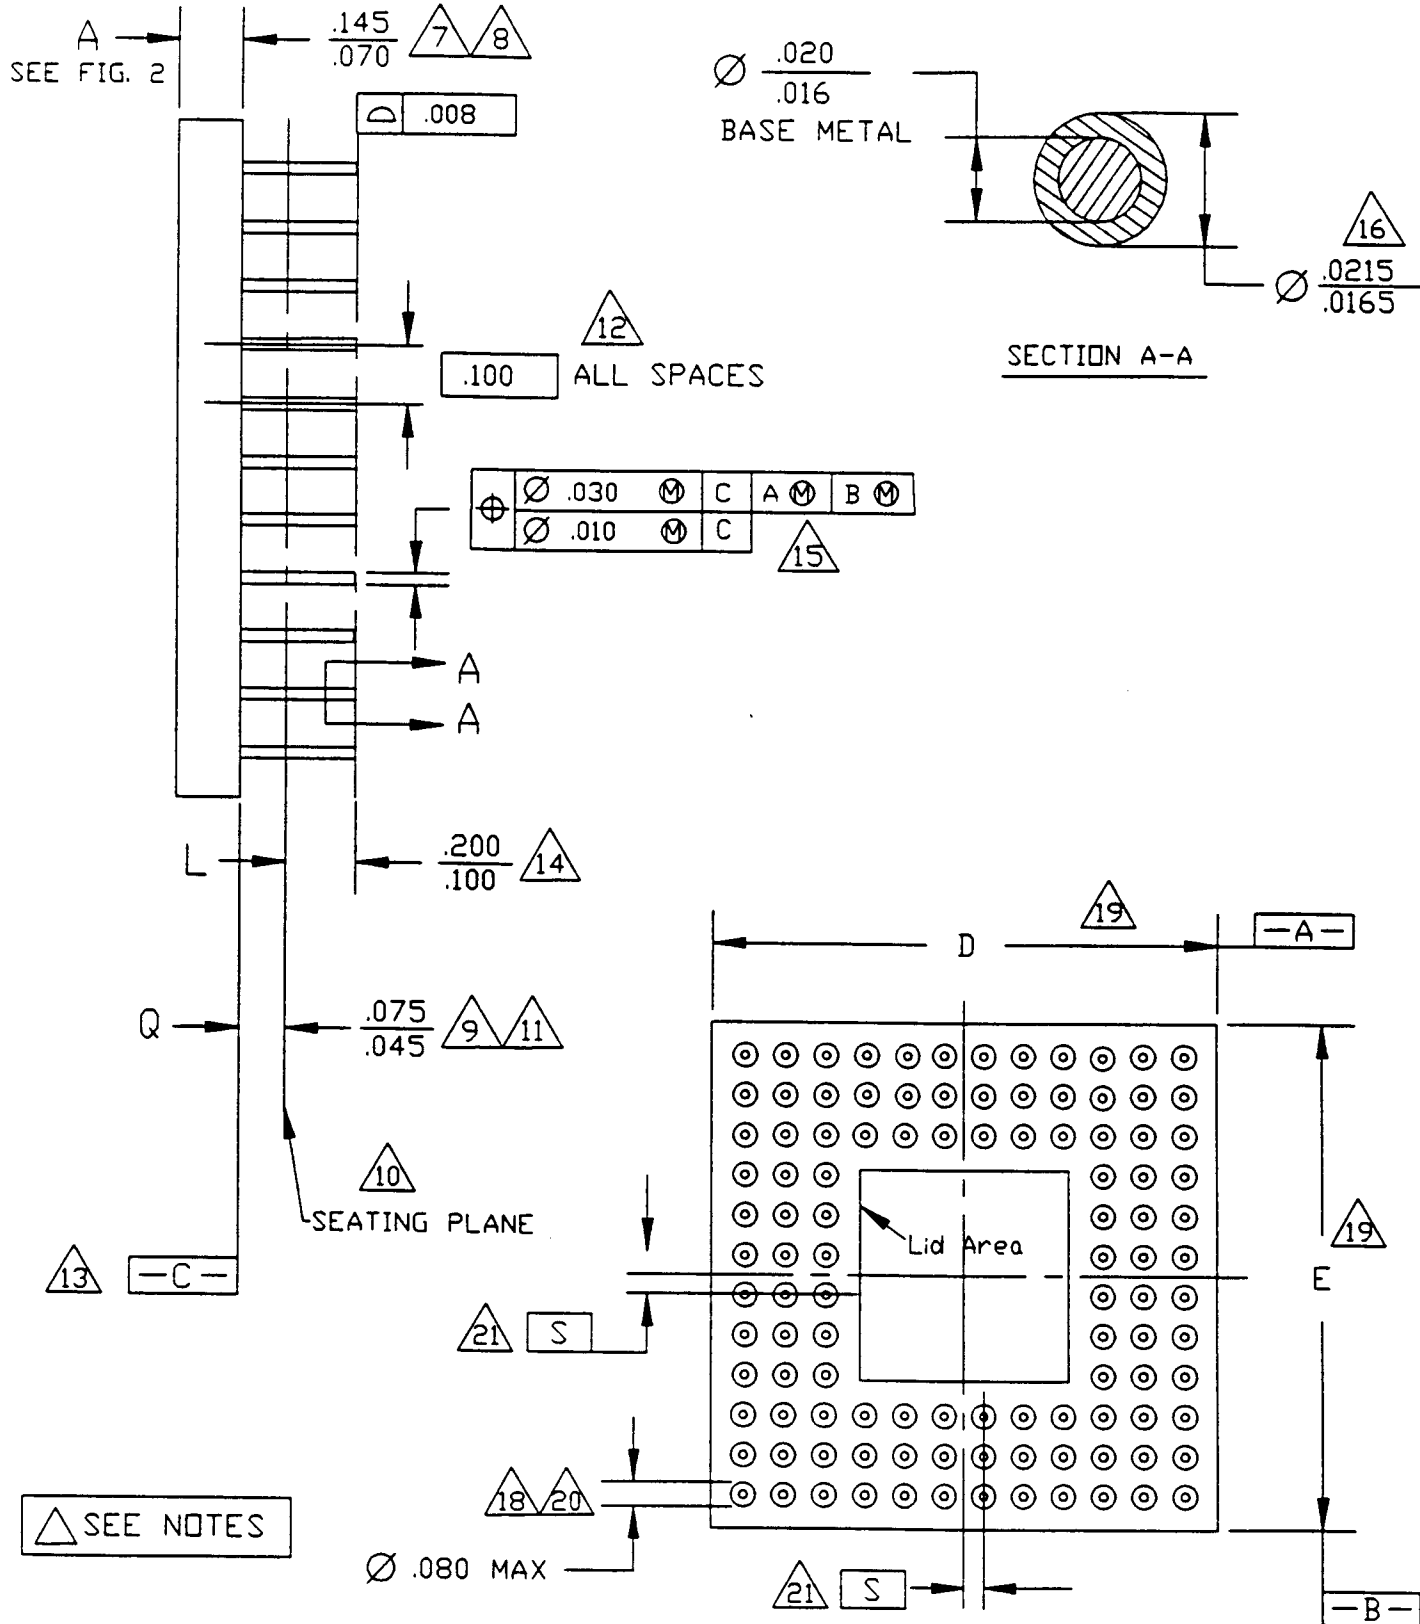 A .145 7 8
.070
SEE FIG. 2
⌓ .008
Ø .020
.016
BASE METAL
16
Ø .0215
.0165
SECTION A-A
12
.100 ALL SPACES
⌖ Ø .030 Ⓜ C A Ⓜ B Ⓜ
Ø .010 Ⓜ C
15
A
A
L .200 14
.100
Q .075 9 11
.045
10
SEATING PLANE
13 -C-
19
D -A-
Lid Area
19
E
21 S
18 20
Ø .080 MAX
21 S
-B-
△ SEE NOTES